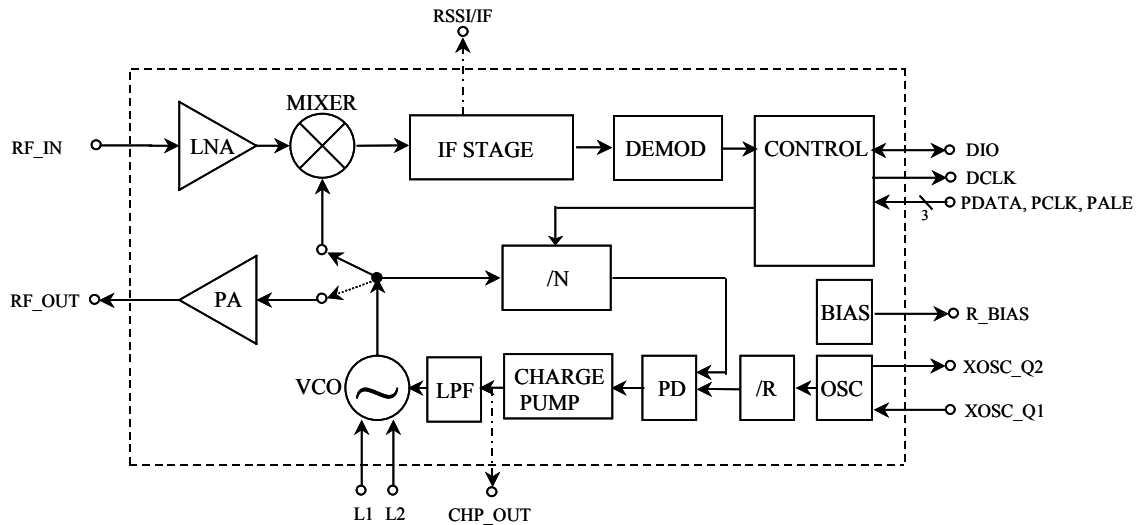 RSSI/IF
MIXER
RF_IN
LNA
IF STAGE
DEMOD
CONTROL
DIO
DCLK
PDATA, PCLK, PALE
3
/N
RF_OUT
PA
BIAS
R_BIAS
VCO
LPF
CHARGE
PUMP
PD
/R
OSC
XOSC_Q2
XOSC_Q1
L1
L2
CHP_OUT